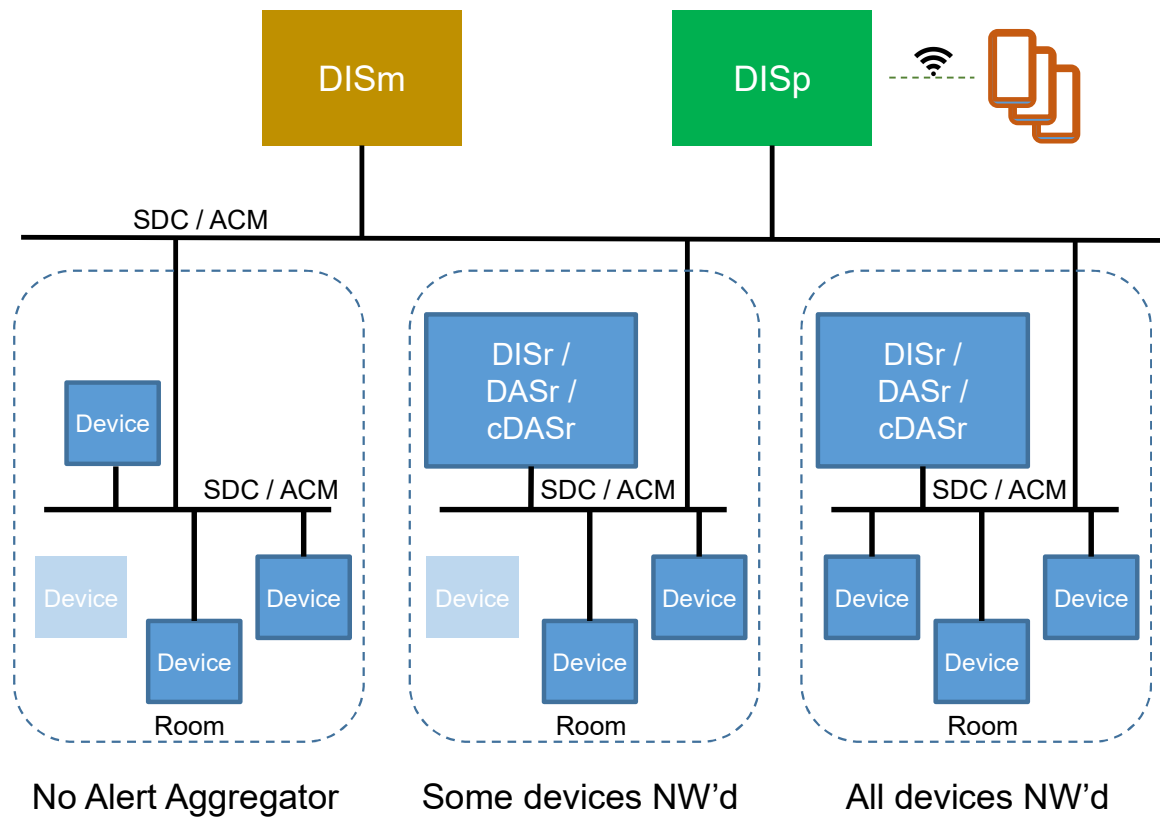 DISm
DISp
SDC / ACM
DISr /
DASr /
cDASr
DISr /
DASr /
cDASr
Device
SDC / ACM
SDC / ACM
SDC / ACM
Device
Device
Device
Device
Device
Device
Device
Device
Device
Room
Room
Room
No Alert Aggregator
Some devices NW’d
All devices NW’d